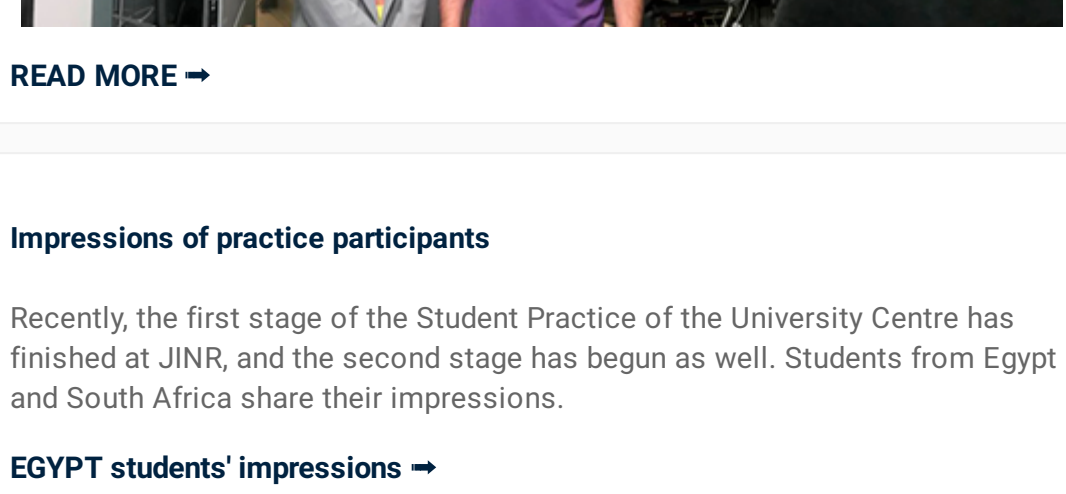 READ MORE ➡
Impressions of practice participants
Recently, the first stage of the Student Practice of the University Centre has
finished at JINR, and the second stage has begun as well. Students from Egypt
and South Africa share their impressions.
EGYPT students' impressions ➡